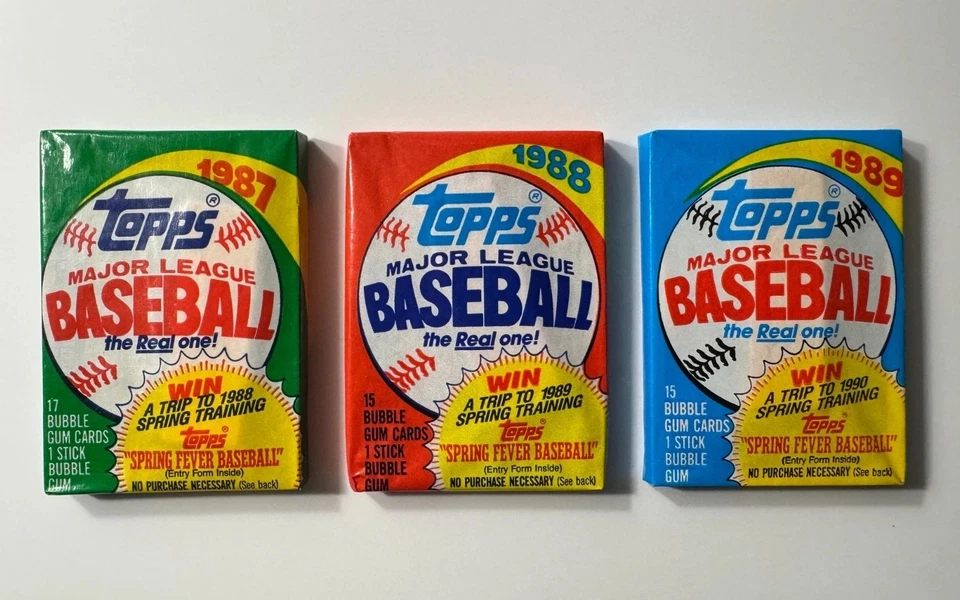 1987
Topps®
MAJOR LEAGUE
BASEBALL
the Real one!
WIN
A TRIP TO 1988
SPRING TRAINING
Topps®
"SPRING FEVER BASEBALL"
(Entry Form Inside)
NO PURCHASE NECESSARY (See back)
17
BUBBLE
GUM CARDS
1 STICK
BUBBLE
GUM
1988
Topps®
MAJOR LEAGUE
BASEBALL
the Real one!
WIN
A TRIP TO 1989
SPRING TRAINING
Topps®
"SPRING FEVER BASEBALL"
(Entry Form Inside)
NO PURCHASE NECESSARY (See back)
15
BUBBLE
GUM CARDS
1 STICK
BUBBLE
GUM
1989
Topps®
MAJOR LEAGUE
BASEBALL
the Real one!
WIN
A TRIP TO 1990
SPRING TRAINING
Topps®
"SPRING FEVER BASEBALL"
(Entry Form Inside)
NO PURCHASE NECESSARY (See back)
15
BUBBLE
GUM CARDS
1 STICK
BUBBLE
GUM